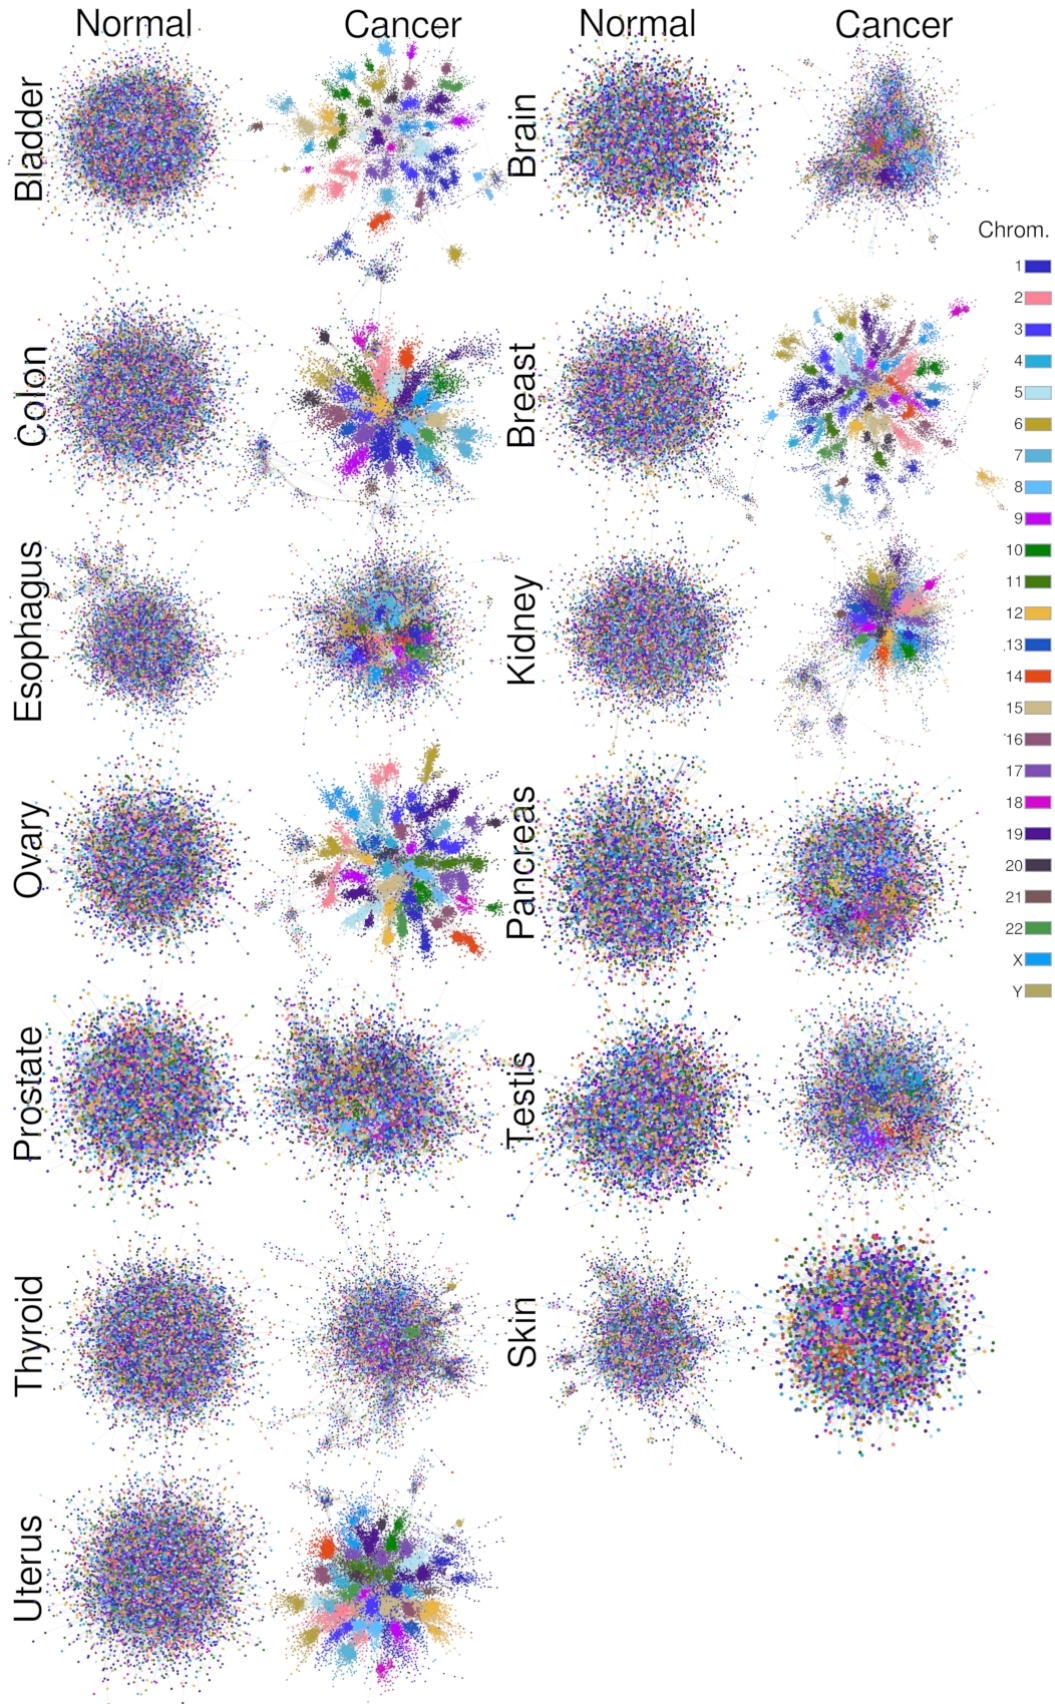 Normal Cancer Normal Cancer
Bladder
Brain
Chrom.
1
2
3
4
5
6
7
8
9
10
11
12
13
14
15
16
17
18
19
20
21
22
X
Y
Colon
Breast
Esophagus
Kidney
Ovary
Pancreas
Prostate
Testis
Thyroid
Skin
Uterus